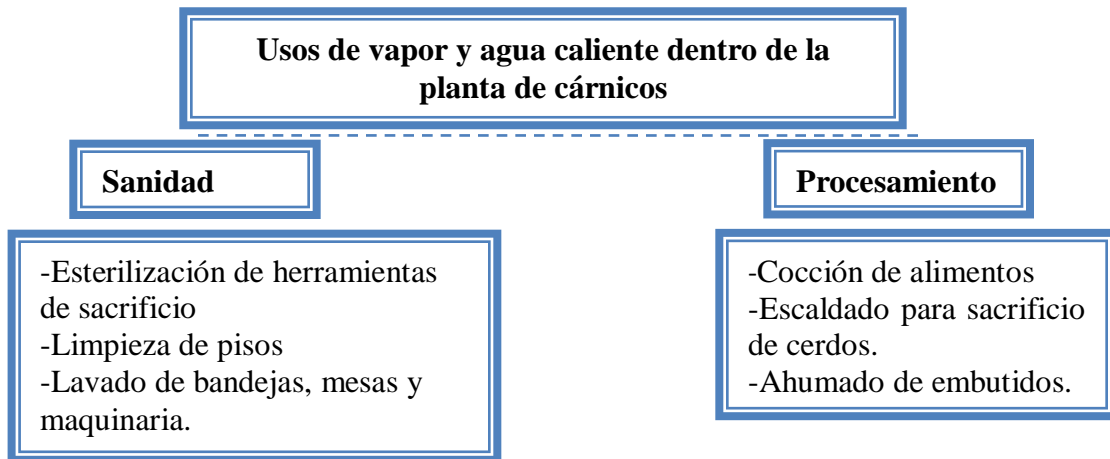 Usos de vapor y agua caliente dentro de la
planta de cárnicos
Sanidad
Procesamiento
-Esterilización de herramientas
de sacrificio
-Limpieza de pisos
-Lavado de bandejas, mesas y
maquinaria.
-Cocción de alimentos
-Escaldado para sacrificio
de cerdos.
-Ahumado de embutidos.